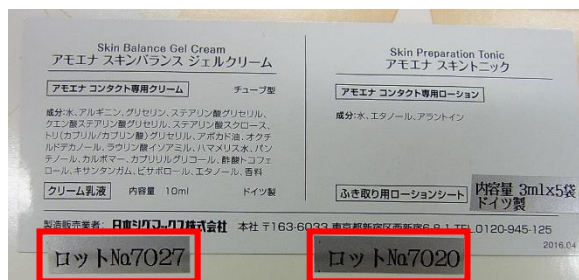 Skin Balance Gel Cream
アモエナ スキンバランス ジェルクリーム
アモエナ コンタクト専用クリーム チューブ型
成分:水、アルギニン、グリセリン、ステアリン酸グリセリル、
クエン酸ステアリン酸グリセリル、ステアリン酸スクロース、
トリ(カプリル/カプリン酸)グリセリル、アボカド油、オクチ
ルドデカノール、ラウリン酸イソアミル、ハマメリス水、パン
テノール、カルボマー、カプリリルグリコール、酢酸トコフェ
ロール、キサンタンガム、ビサボロール、エタノール、香料
クリーム乳液 内容量 10ml ドイツ製
Skin Preparation Tonic
アモエナ スキントニック
アモエナ コンタクト専用ローション
成分:水、エタノール、アラントイン
ふき取り用ローションシート
内容量 3ml×5袋
ドイツ製
製造販売業者: 日本シグマックス株式会社 本社 〒163-6033 東京都新宿区西新宿6-8-1 TEL.0120-945-125
2016.04
ロットNo7027
ロットNo7020